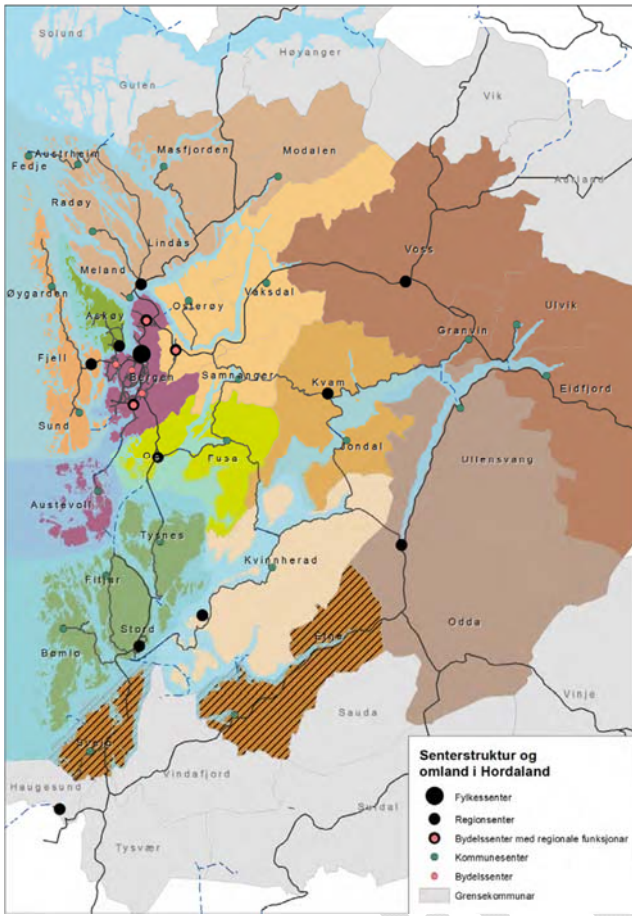 Solund
Gulen
Høyanger
Vik
Aurland
Masfjorden
Modalen
Austrheim
Fedje
Radøy
Lindås
Meland
Voss
Ulvik
Øygarden
Osterøy
Vaksdal
Askøy
Granvin
Fjell
Bergen
Samnanger
Kvam
Eidfjord
Sund
Os
Fusa
Jondal
Ullensvang
Austevoll
Tysnes
Kvinnherad
Fitjar
Stord
Etne
Odda
Bømlo
Sveio
Sauda
Vinje
Haugesund
Vindafjord
Suldal
Tysvær
Senterstruktur og
omland i Hordaland
Fylkessenter
Regionsenter
Bydelssenter med regionale funksjonar
Kommunesenter
Bydelssenter
Grensekommunar